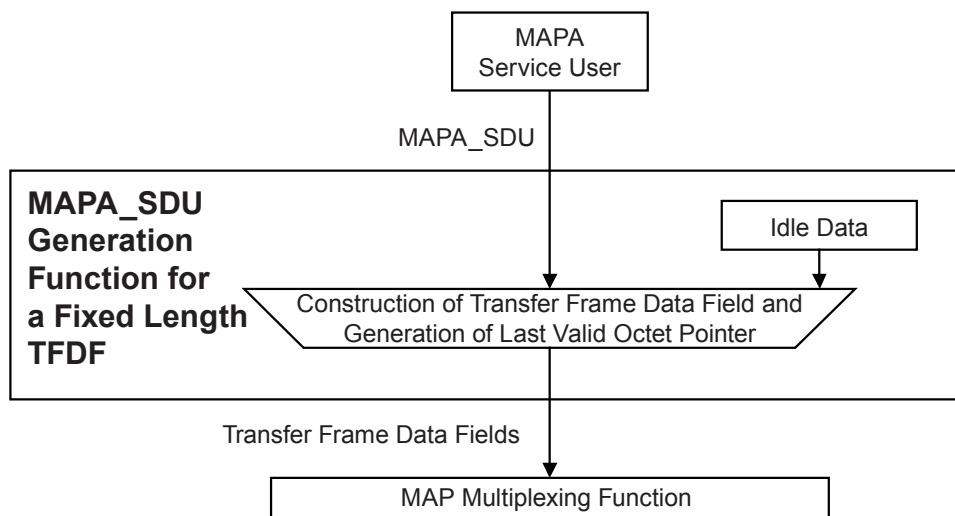 MAPA
Service User
MAPA_SDU
MAPA_SDU
Generation
Function for
a Fixed Length
TFDF
Idle Data
Construction of Transfer Frame Data Field and
Generation of Last Valid Octet Pointer
Transfer Frame Data Fields
MAP Multiplexing Function